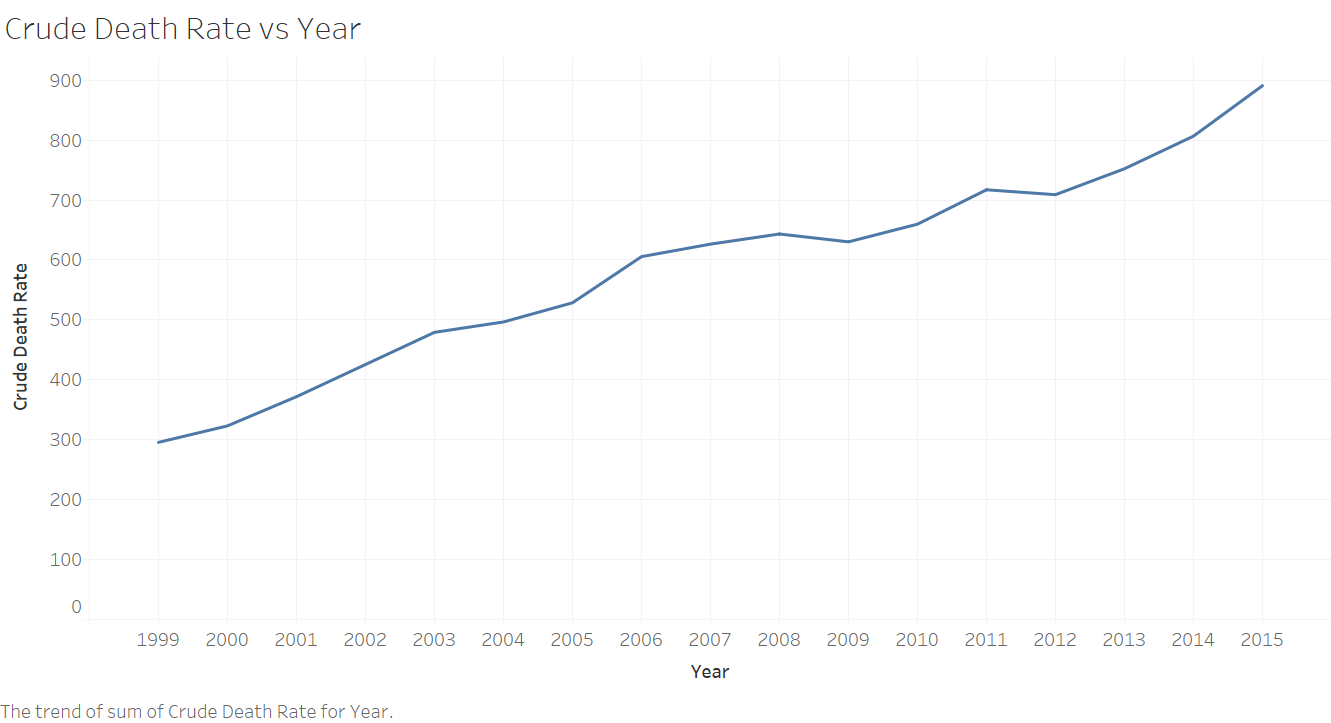 Crude Death Rate vs Year
900
800
700
600
500
400
300
200
100
0
Crude Death Rate
1999 2000 2001 2002 2003 2004 2005 2006 2007 2008 2009 2010 2011 2012 2013 2014 2015
Year
The trend of sum of Crude Death Rate for Year.